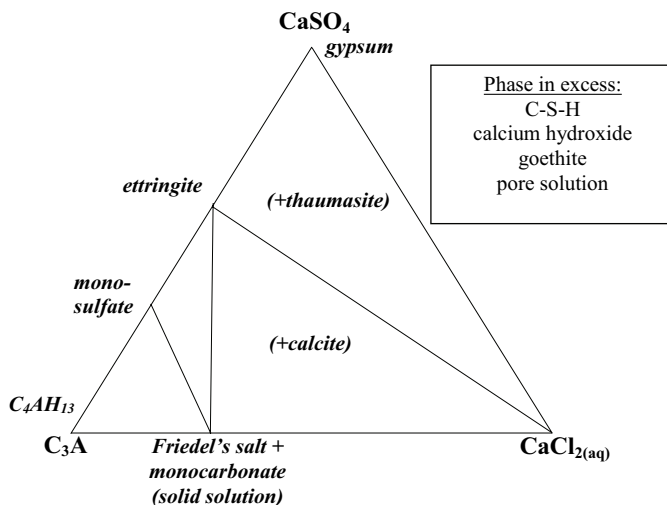 CaSO₄
gypsum
Phase in excess:
C-S-H
calcium hydroxide
goethite
pore solution
ettringite
(+thaumasite)
mono-
sulfate
(+calcite)
C₄AH₁₃
C₃A
Friedel's salt +
monocarbonate
(solid solution)
CaCl₂₍aq₎